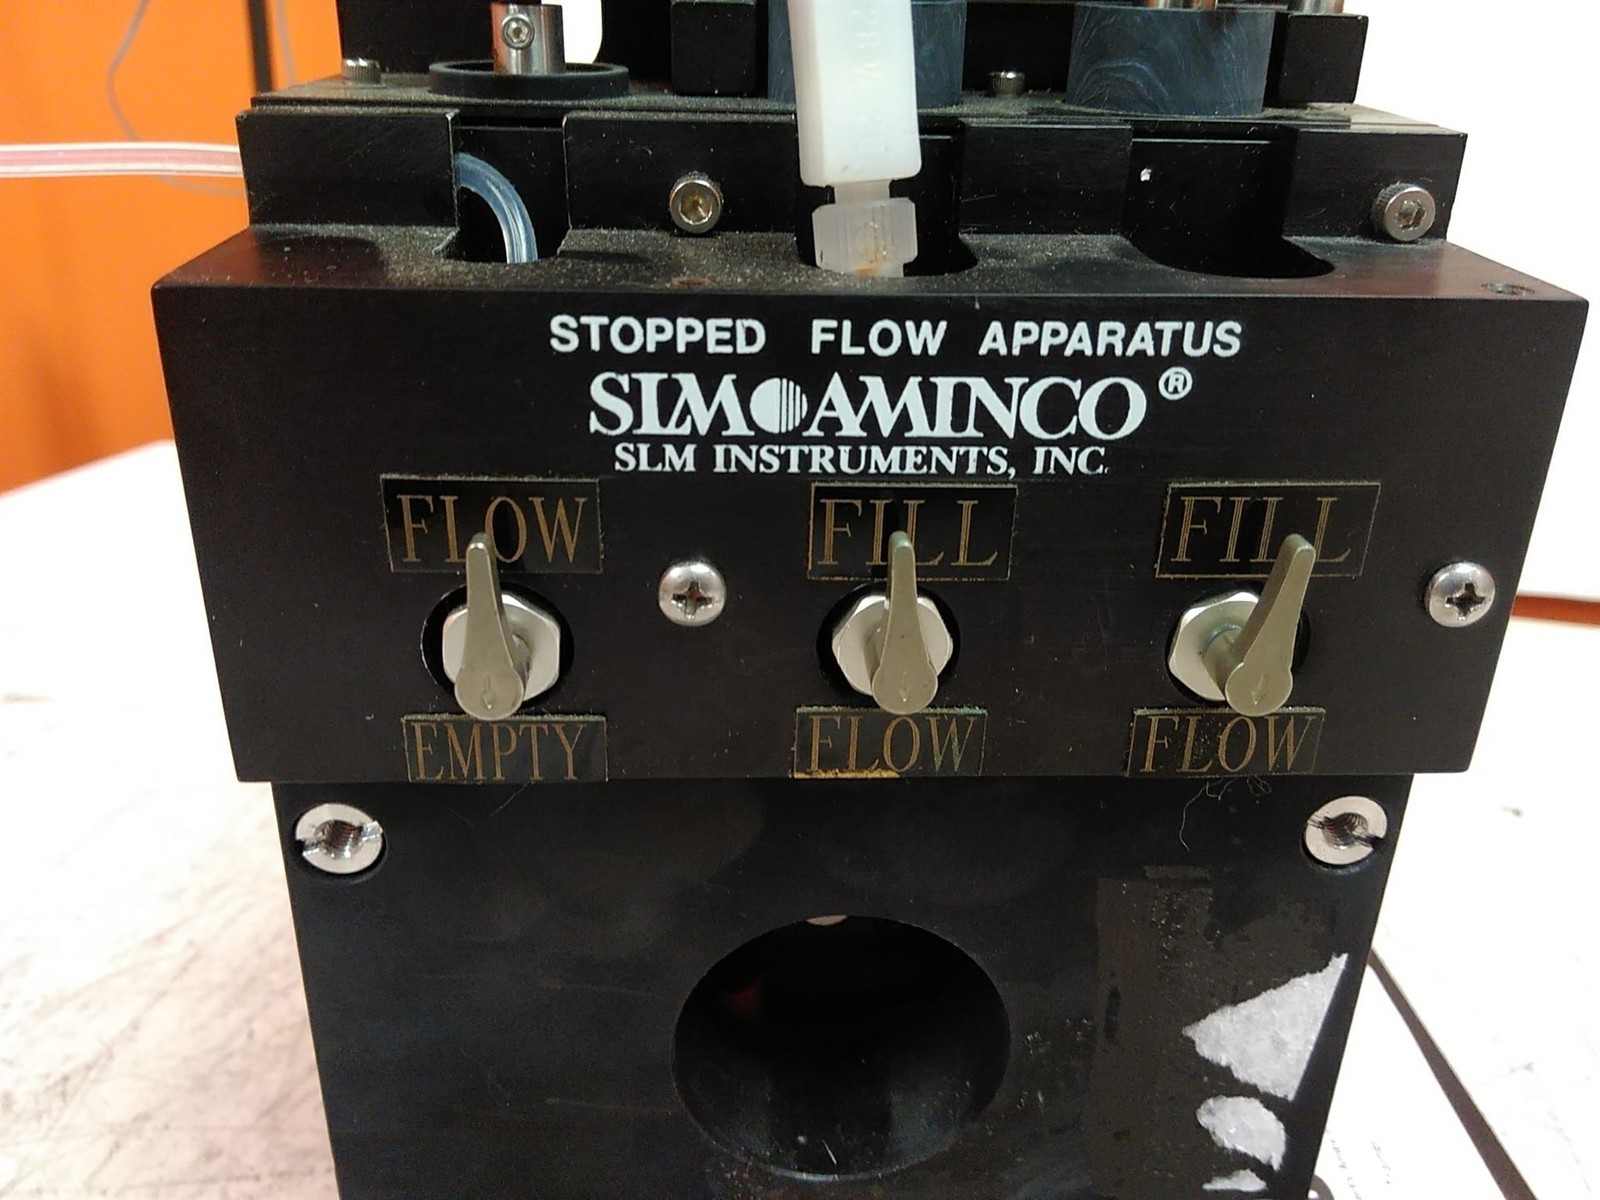 STOPPED FLOW APPARATUS
SLM AMINCO®
SLM INSTRUMENTS, INC.
FLOW FILL FILL
EMPTY FLOW FLOW